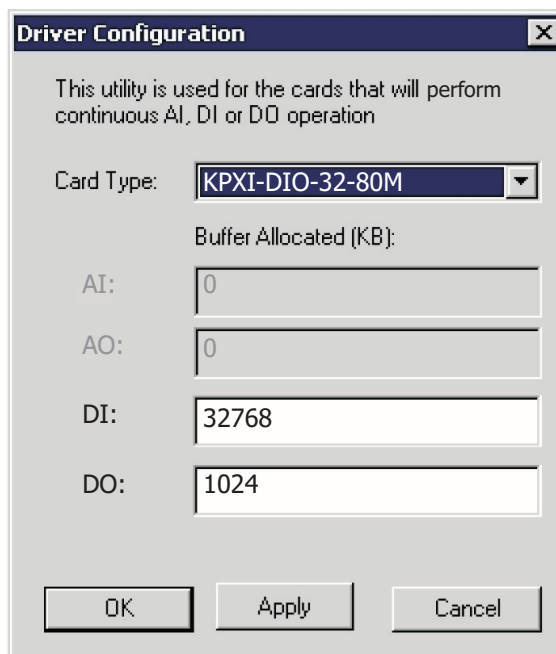 Driver Configuration
This utility is used for the cards that will perform
continuous AI, DI or DO operation
Card Type: KPXI-DIO-32-80M
Buffer Allocated (KB):
AI: 0
AO: 0
DI: 32768
DO: 1024
OK Apply Cancel